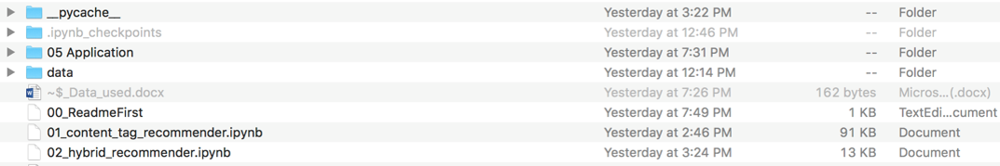 __pycache__ Yesterday at 3:22 PM -- Folder
.ipynb_checkpoints Yesterday at 12:46 PM -- Folder
05 Application Yesterday at 7:31 PM -- Folder
data Yesterday at 12:14 PM -- Folder
~$_Data_used.docx Yesterday at 7:26 PM 162 bytes Micros...(.docx)
00_ReadmeFirst Yesterday at 7:49 PM 1 KB TextEdi...cument
01_content_tag_recommender.ipynb Yesterday at 2:46 PM 91 KB Document
02_hybrid_recommender.ipynb Yesterday at 3:24 PM 13 KB Document